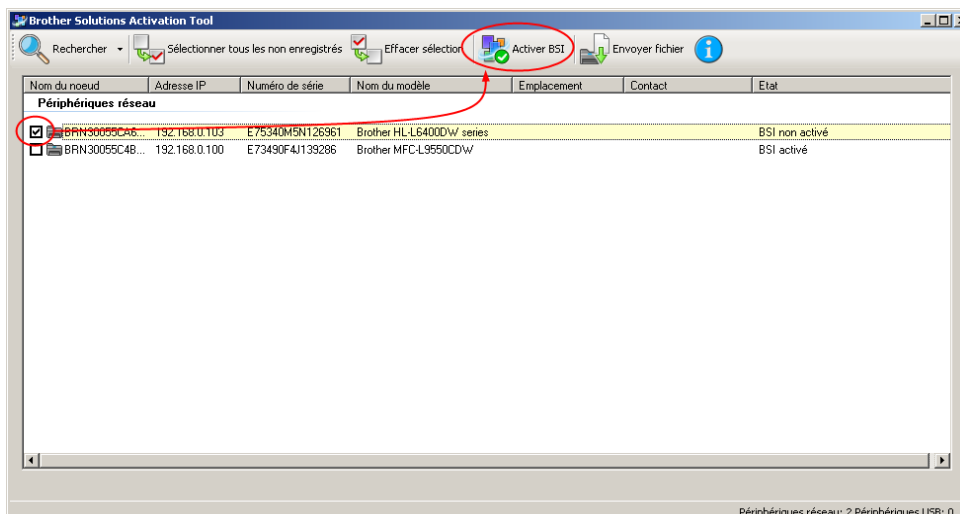 Brother Solutions Activation Tool
Rechercher Sélectionner tous les non enregistrés Effacer sélection Activer BSI Envoyer fichier
Nom du noeud Adresse IP Numéro de série Nom du modèle Emplacement Contact Etat
Périphériques réseau
BRN30055CA6... 192.168.0.103 E75340M5N126961 Brother HL-L6400DW series BSI non activé
BRN30055C4B... 192.168.0.100 E73490F4J139286 Brother MFC-L9550CDW BSI activé
Périphériques réseau: 2 Périphériques USB: 0